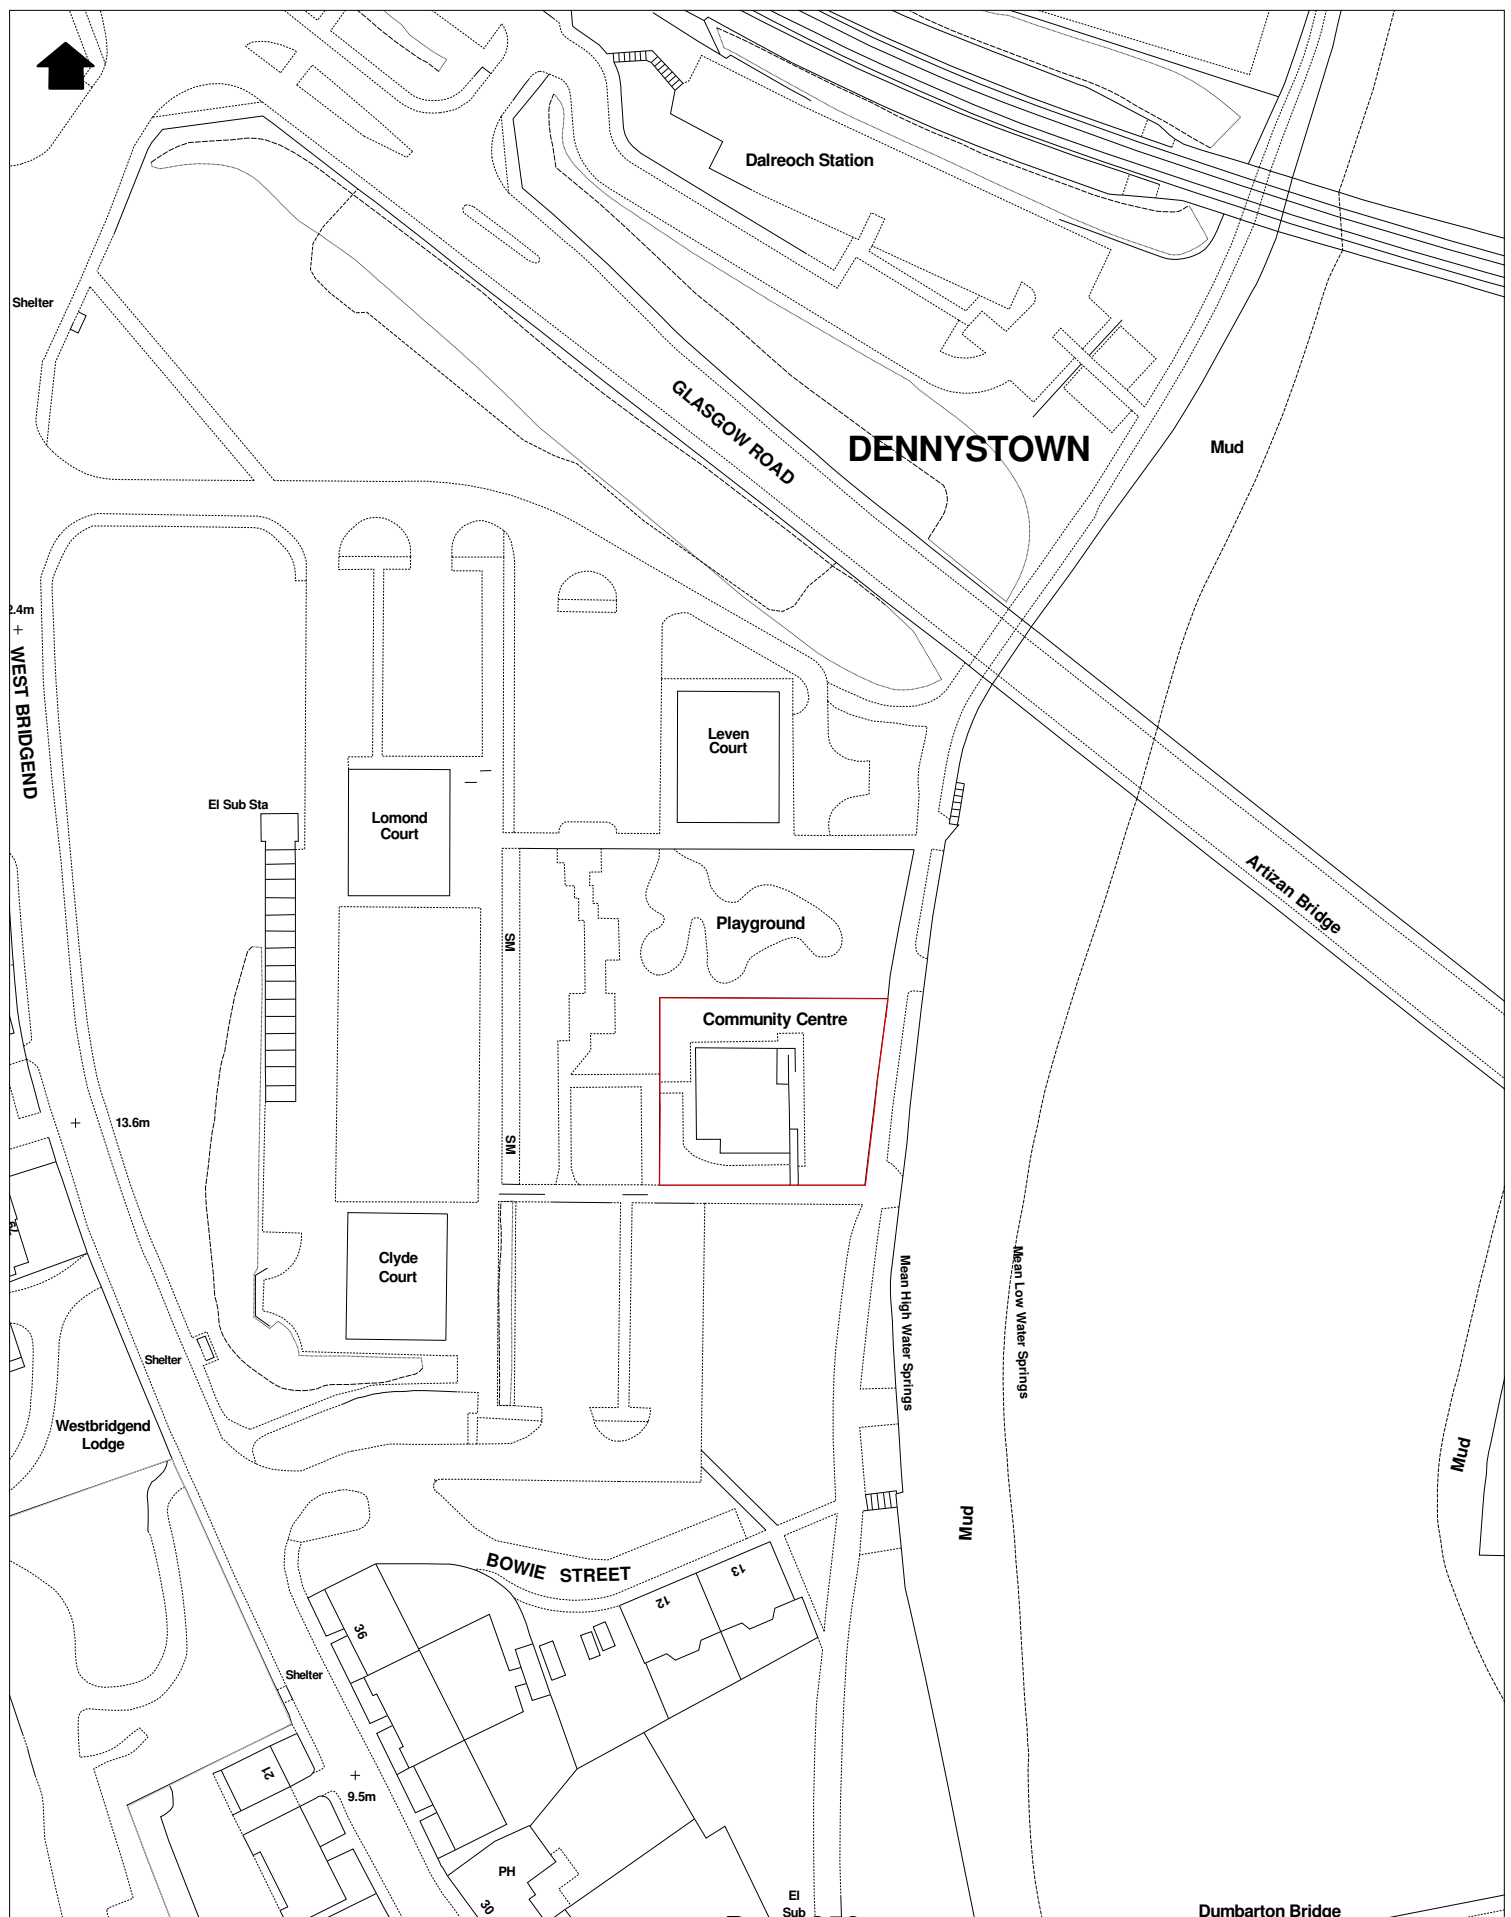 Dalreoch Station
Shelter
GLASGOW ROAD
DENNYSTOWN
Mud
2.4m
WEST BRIDGEND
Leven
Court
El Sub Sta
Lomond
Court
Artizan Bridge
Playground
SM
Community Centre
13.6m
SM
Clyde
Court
Mean High Water Springs
Mean Low Water Springs
Shelter
Westbridgend
Lodge
Mud
Mud
BOWIE STREET
13
12
36
Shelter
21
9.5m
PH
30
El
Sub
Dumbarton Bridge